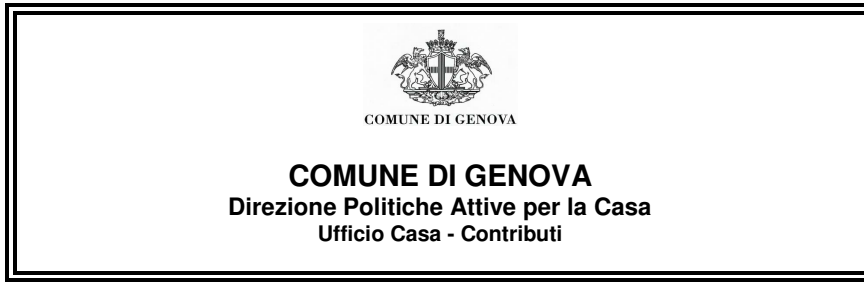 COMUNE DI GENOVA
COMUNE DI GENOVA
Direzione Politiche Attive per la Casa
Ufficio Casa - Contributi